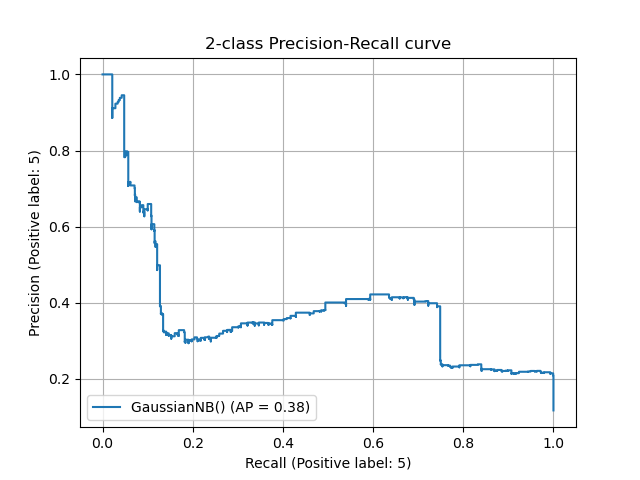 2-class Precision-Recall curve
Precision (Positive label: 5)
1.0
0.8
0.6
0.4
0.2
GaussianNB() (AP = 0.38)
0.0 0.2 0.4 0.6 0.8 1.0
Recall (Positive label: 5)